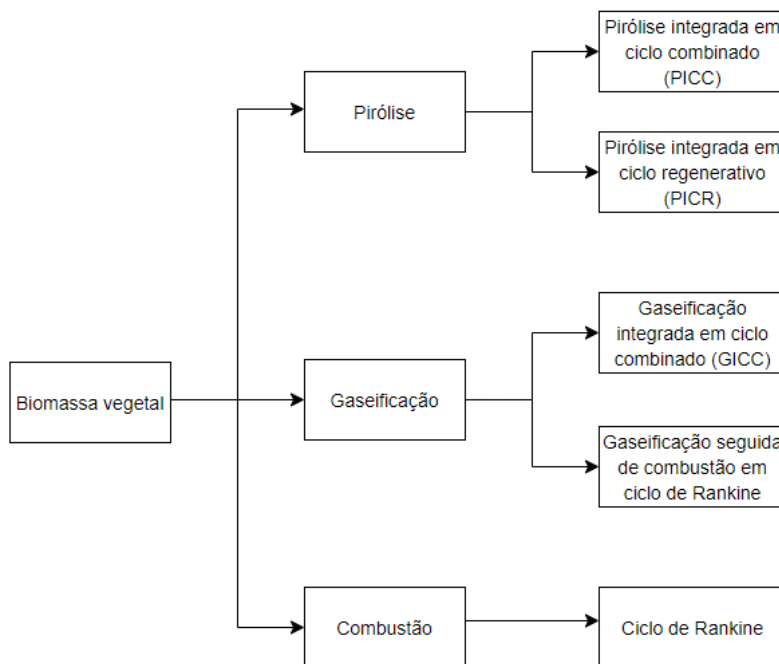 Pirólise integrada em
ciclo combinado
(PICC)
Pirólise
Pirólise integrada em
ciclo regenerativo
(PICR)
Gaseificação
integrada em ciclo
combinado (GICC)
Biomassa vegetal
Gaseificação
Gaseificação seguida
de combustão em
ciclo de Rankine
Combustão
Ciclo de Rankine